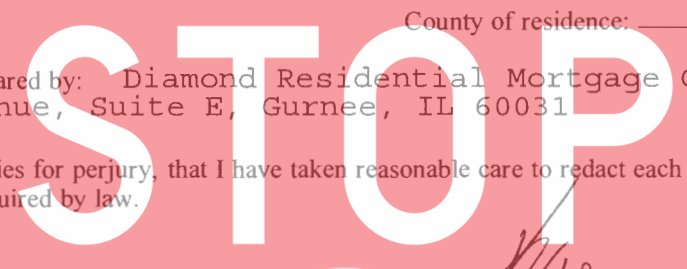 County of residence:
ared by: Diamond Residential Mortgage
nue, Suite E, Gurnee, IL 60031
ies for perjury, that I have taken reasonable care to redact each
uired by law.
STOP